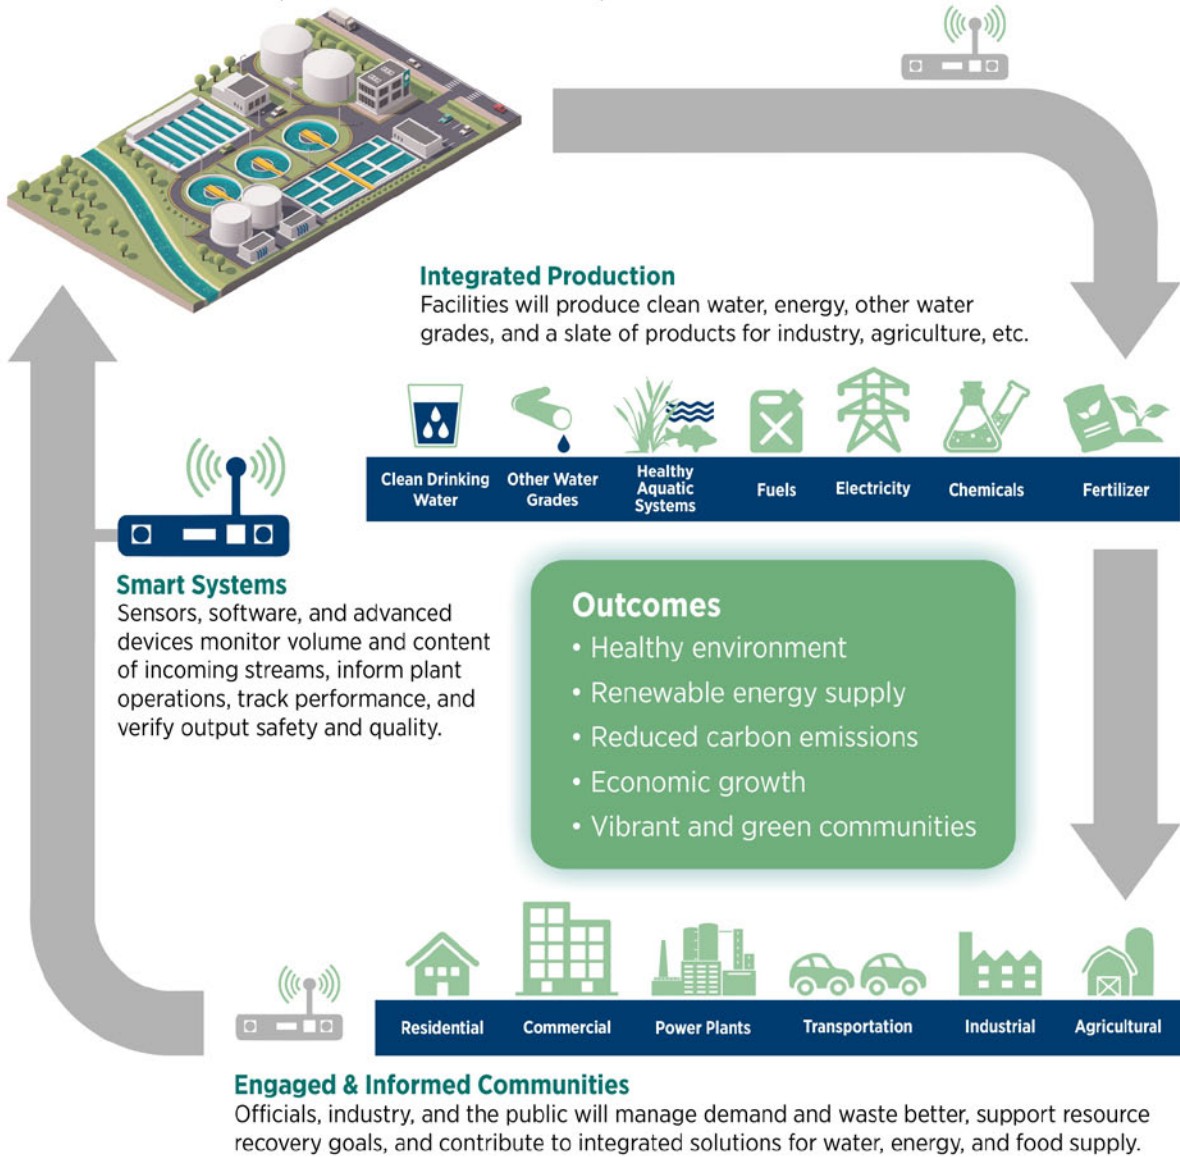 Integrated Production
Facilities will produce clean water, energy, other water
grades, and a slate of products for industry, agriculture, etc.
Clean Drinking
Water
Other Water
Grades
Healthy
Aquatic
Systems
Fuels
Electricity
Chemicals
Fertilizer
Smart Systems
Sensors, software, and advanced
devices monitor volume and content
of incoming streams, inform plant
operations, track performance, and
verify output safety and quality.
Outcomes
• Healthy environment
• Renewable energy supply
• Reduced carbon emissions
• Economic growth
• Vibrant and green communities
Residential
Commercial
Power Plants
Transportation
Industrial
Agricultural
Engaged & Informed Communities
Officials, industry, and the public will manage demand and waste better, support resource
recovery goals, and contribute to integrated solutions for water, energy, and food supply.